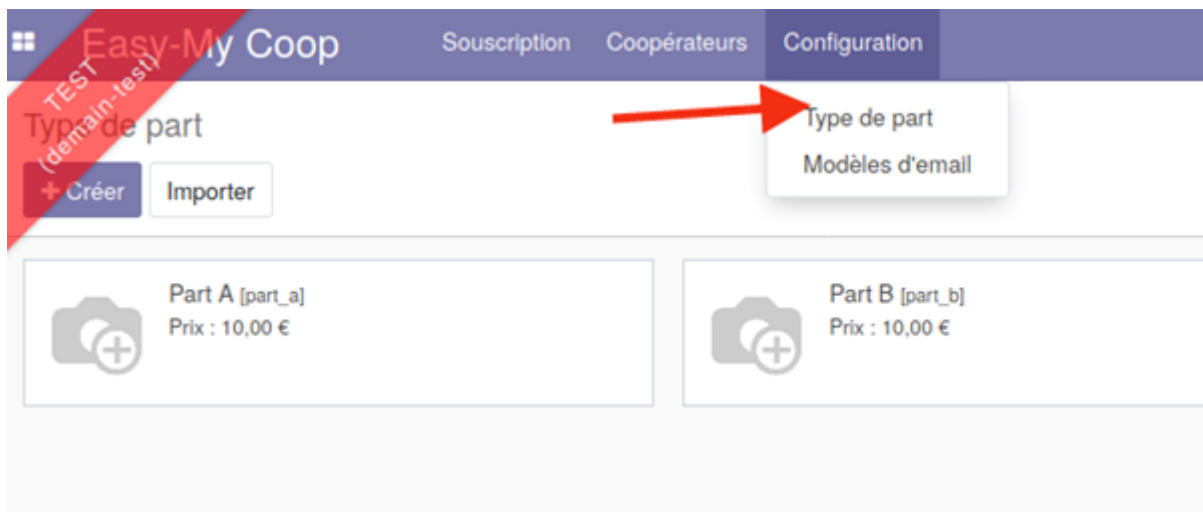 Easy-My Coop
Souscription
Coopérateurs
Configuration
TEST
(demain-test)
Type de part
Modèles d'email
Type de part
+ Créer
Importer
Part A [part_a]
Prix : 10,00 €
Part B [part_b]
Prix : 10,00 €